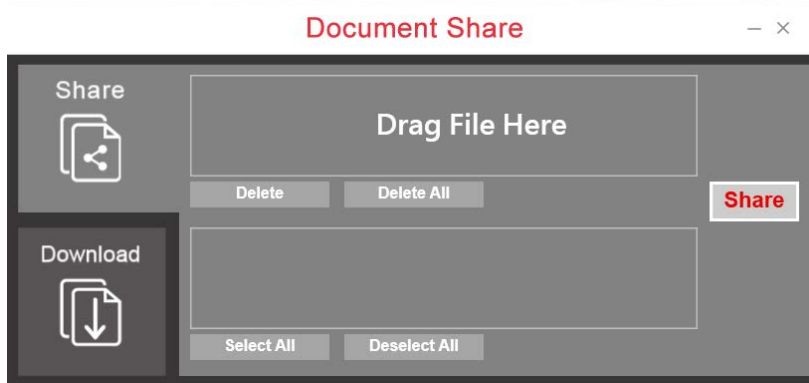 Document Share
Share
Drag File Here
Delete
Delete All
Share
Download
Select All
Deselect All